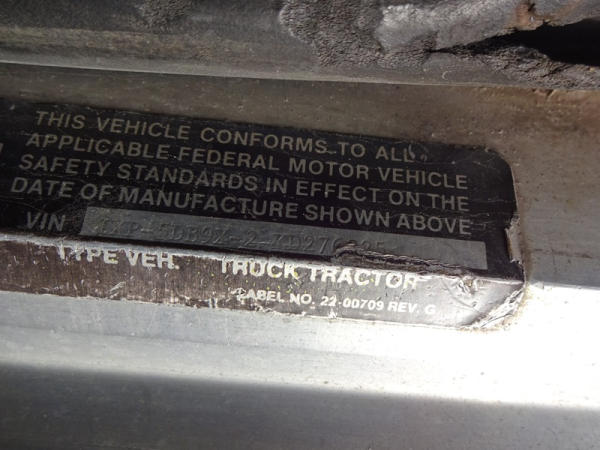 THIS VEHICLE CONFORMS TO ALL
APPLICABLE FEDERAL MOTOR VEHICLE
SAFETY STANDARDS IN EFFECT ON THE
DATE OF MANUFACTURE SHOWN ABOVE
VIN
TYPE VEH. TRUCK TRACTOR
LABEL NO. 22-00709 REV. G